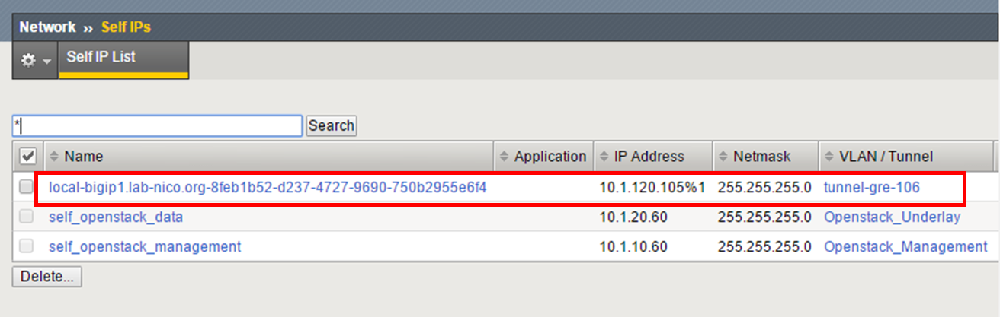 Network » Self IPs
Self IP List
* Search
Name Application IP Address Netmask VLAN / Tunnel
local-bigip1.lab-nico.org-8feb1b52-d237-4727-9690-750b2955e6f4 10.1.120.105%1 255.255.255.0 tunnel-gre-106
self_openstack_data 10.1.20.60 255.255.255.0 Openstack_Underlay
self_openstack_management 10.1.10.60 255.255.255.0 Openstack_Management
Delete...